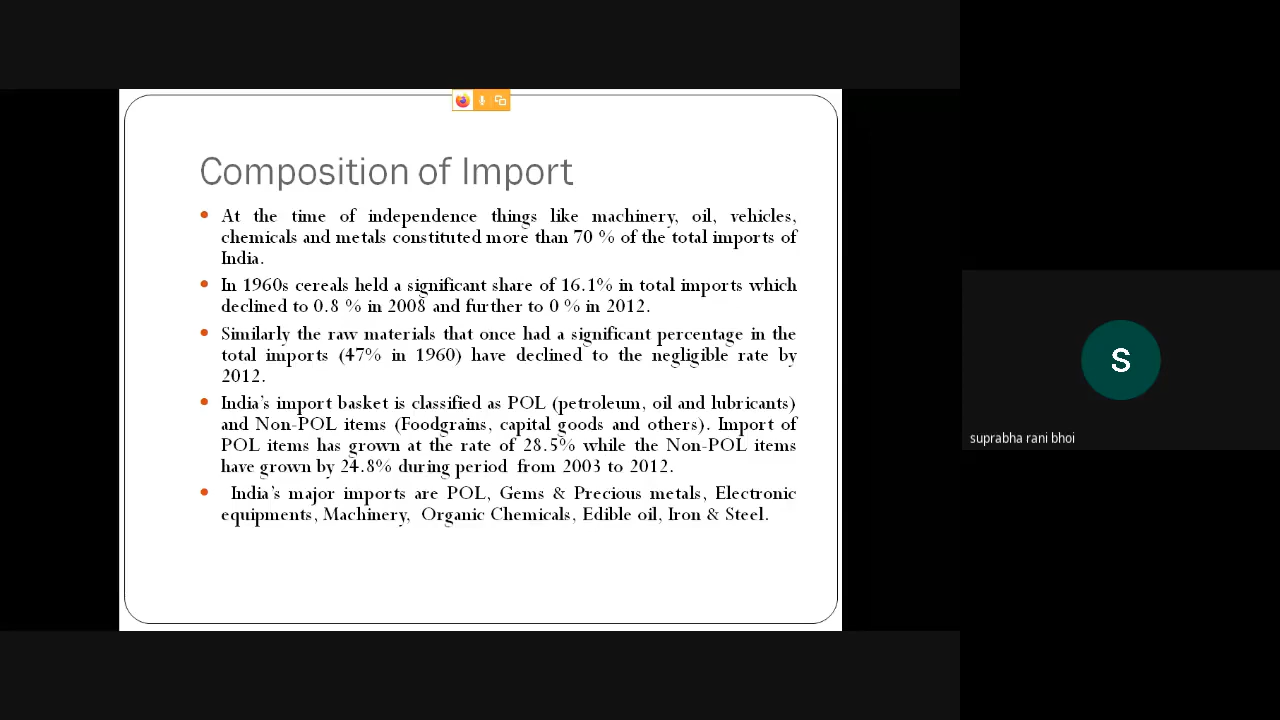 Composition of Import
At the time of independence things like machinery, oil, vehicles,
chemicals and metals constituted more than 70 % of the total imports of
India.
In 1960s cereals held a significant share of 16.1% in total imports which
declined to 0.8 % in 2008 and further to 0 % in 2012.
Similarly the raw materials that once had a significant percentage in the
total imports (47% in 1960) have declined to the negligible rate by
2012.
India's import basket is classified as POL (petroleum, oil and lubricants)
and Non-POL items (Foodgrains, capital goods and others). Import of
POL items has grown at the rate of 28.5% while the Non-POL items
have grown by 24.8% during period from 2003 to 2012.
India's major imports are POL, Gems & Precious metals, Electronic
equipments, Machinery, Organic Chemicals, Edible oil, Iron & Steel.
S
suprabha rani bhoi